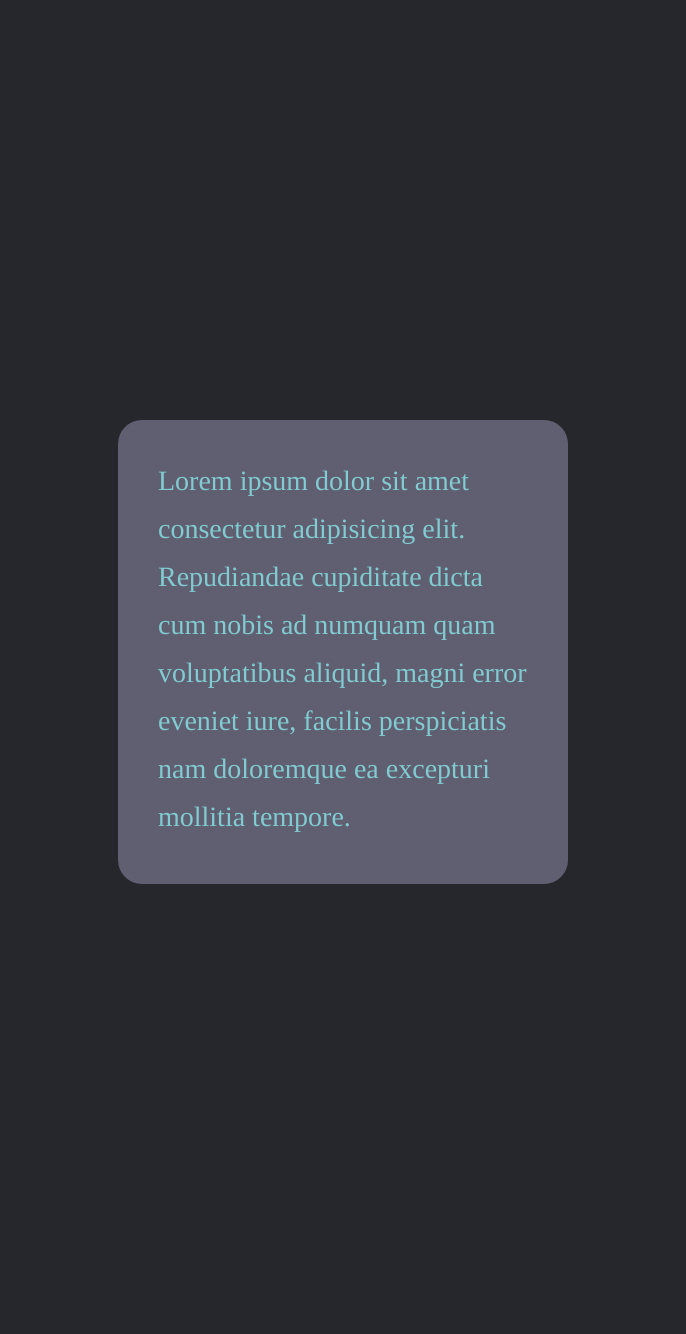 Lorem ipsum dolor sit amet
consectetur adipisicing elit.
Repudiandae cupiditate dicta
cum nobis ad numquam quam
voluptatibus aliquid, magni error
eveniet iure, facilis perspiciatis
nam doloremque ea excepturi
mollitia tempore.